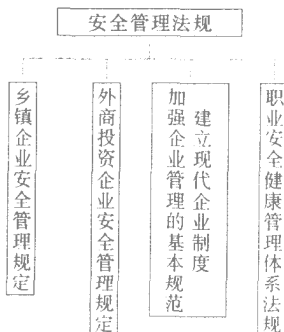 安全管理法规
乡镇企业安全管理规定
外商投资企业安全管理规定
建立现代企业制度
加强企业管理的基本规范
职业安全健康管理体系法规